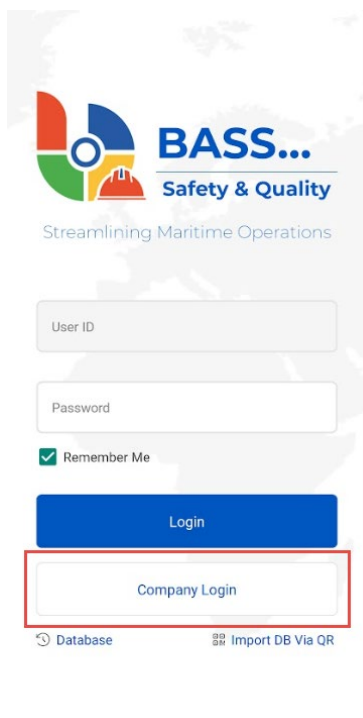 BASS...
Safety & Quality
Streamlining Maritime Operations
User ID
Password
Remember Me
Login
Company Login
Database Import DB Via QR